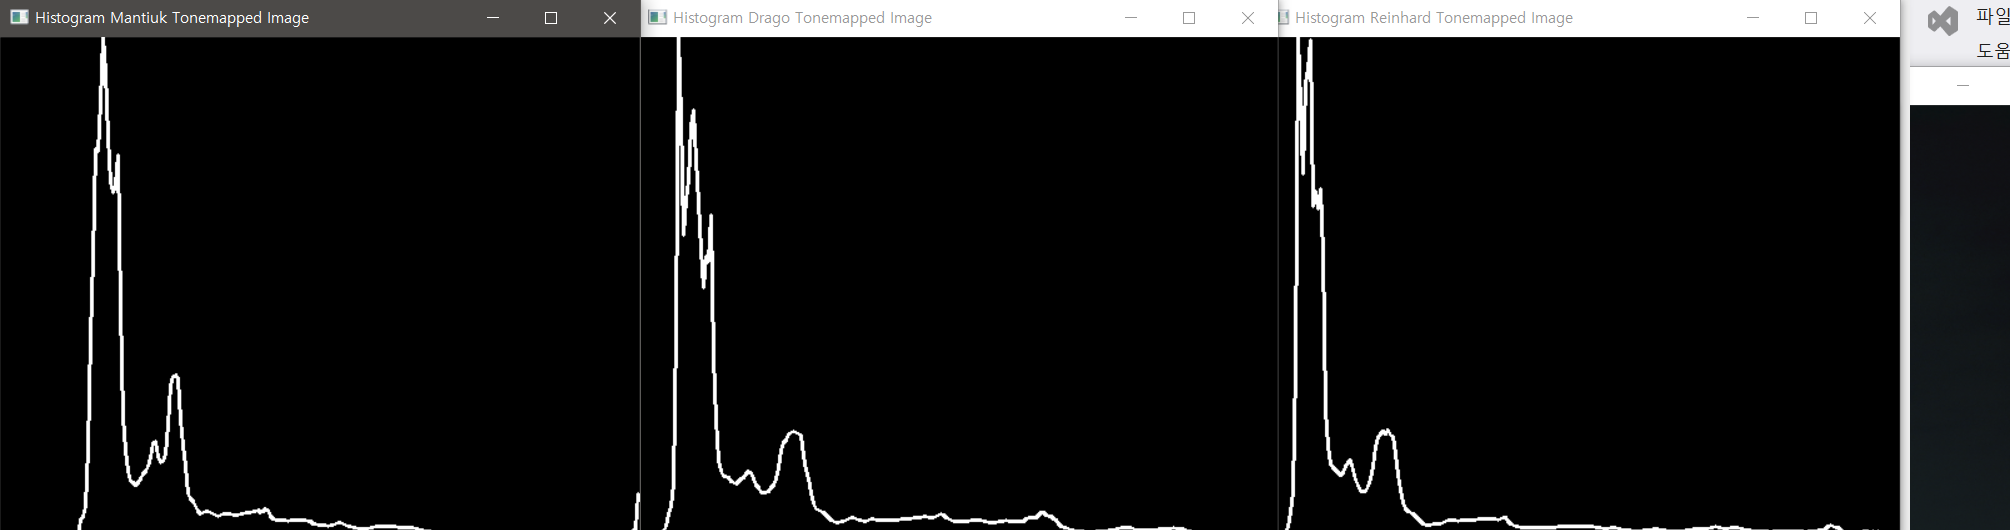 Histogram Mantiuk Tonemapped Image
Histogram Drago Tonemapped Image
Histogram Reinhard Tonemapped Image
파일
도움